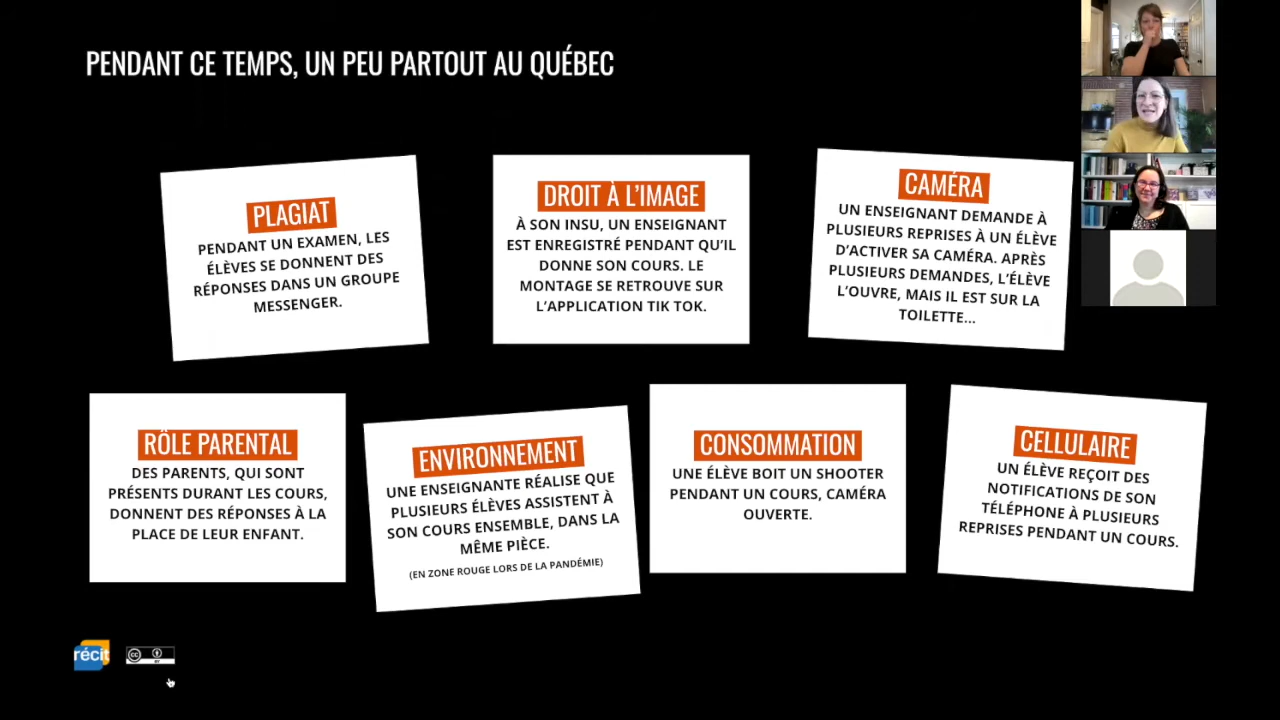 PENDANT CE TEMPS, UN PEU PARTOUT AU QUÉBEC
PLAGIAT
PENDANT UN EXAMEN, LES
ÉLÈVES SE DONNENT DES
RÉPONSES DANS UN GROUPE
MESSENGER.
DROIT À L'IMAGE
À SON INSU, UN ENSEIGNANT
EST ENREGISTRÉ PENDANT QU'IL
DONNE SON COURS. LE
MONTAGE SE RETROUVE SUR
L'APPLICATION TIK TOK.
CAMÉRA
UN ENSEIGNANT DEMANDE À
PLUSIEURS REPRISES À UN ÉLÈVE
D'ACTIVER SA CAMÉRA. APRÈS
PLUSIEURS DEMANDES, L'ÉLÈVE
L'OUVRE, MAIS IL EST SUR LA
TOILETTE...
RÔLE PARENTAL
DES PARENTS, QUI SONT
PRÉSENTS DURANT LES COURS,
DONNENT DES RÉPONSES À LA
PLACE DE LEUR ENFANT.
ENVIRONNEMENT
UNE ENSEIGNANTE RÉALISE QUE
PLUSIEURS ÉLÈVES ASSISTENT À
SON COURS ENSEMBLE, DANS LA
MÊME PIÈCE.
(EN ZONE ROUGE LORS DE LA PANDÉMIE)
CONSOMMATION
UNE ÉLÈVE BOIT UN SHOOTER
PENDANT UN COURS, CAMÉRA
OUVERTE.
CELLULAIRE
UN ÉLÈVE REÇOIT DES
NOTIFICATIONS DE SON
TÉLÉPHONE À PLUSIEURS
REPRISES PENDANT UN COURS.
récit
cc
BY